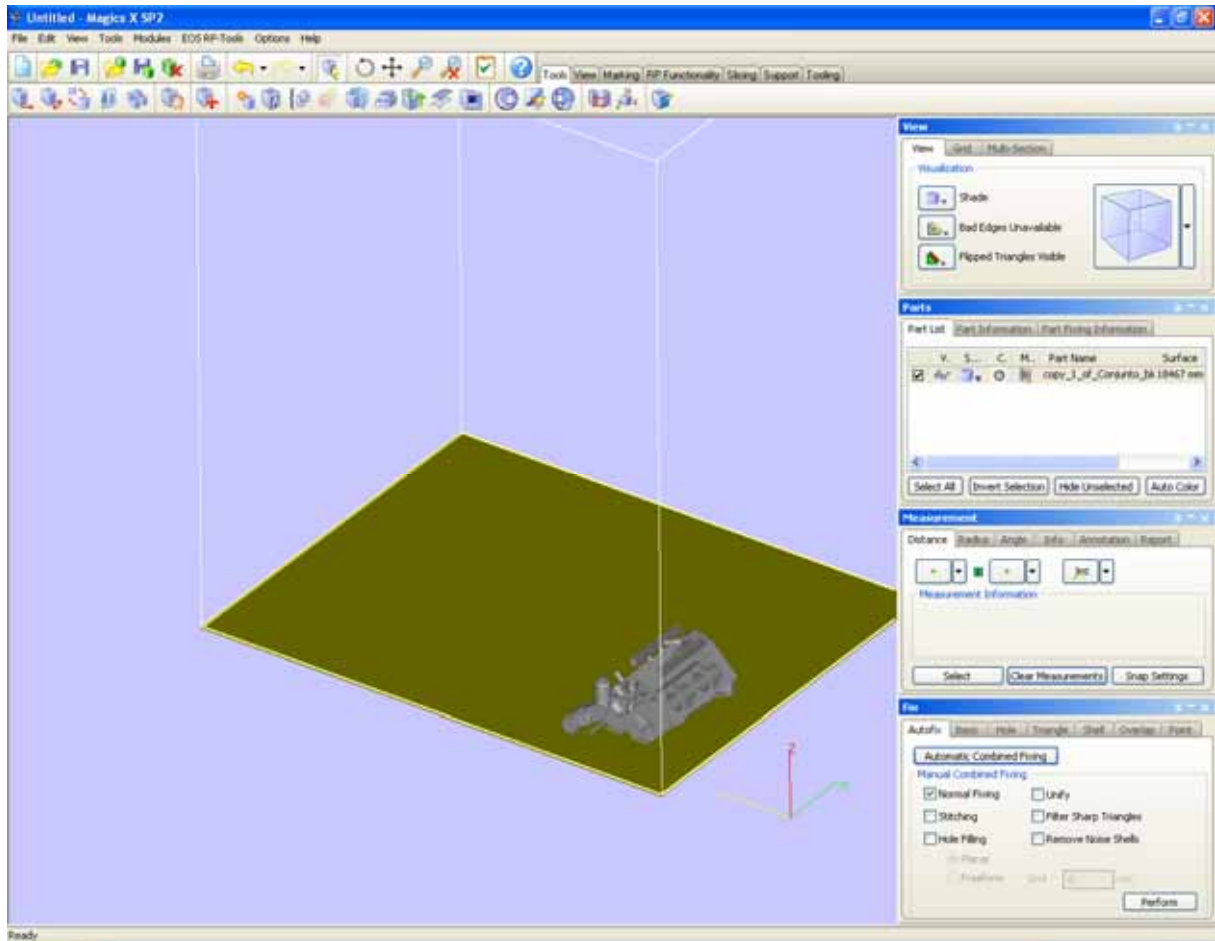 Untitled - Magics X SP2
File Edit View Tools Modules EOS RP-Tools Options Help
Tools View Marking RP Functionality Slicing Support Tooling
View
View Grid Multi-Section
Visualization
Shade
Bad Edges Unavailable
Flipped Triangles Visible
Parts
Part List Part Information Part Fixing Information
V. S... C. M.. Part Name Surface
18467 mm
Select All Invert Selection Hide Unselected Auto Color
Measurement
Distance Radius Angle Info Annotation Report
Measurement Information
Select Clear Measurements Snap Settings
Fix
Autofix Basic Hole Triangle Shell Overlap Point
Automatic Combined Fixing
Manual Combined Fixing
Normal Fixing Unify
Stitching Filter Sharp Triangles
Hole Filling Remove Noise Shells
Planar
Freeform Grid
Perform
Z
Ready